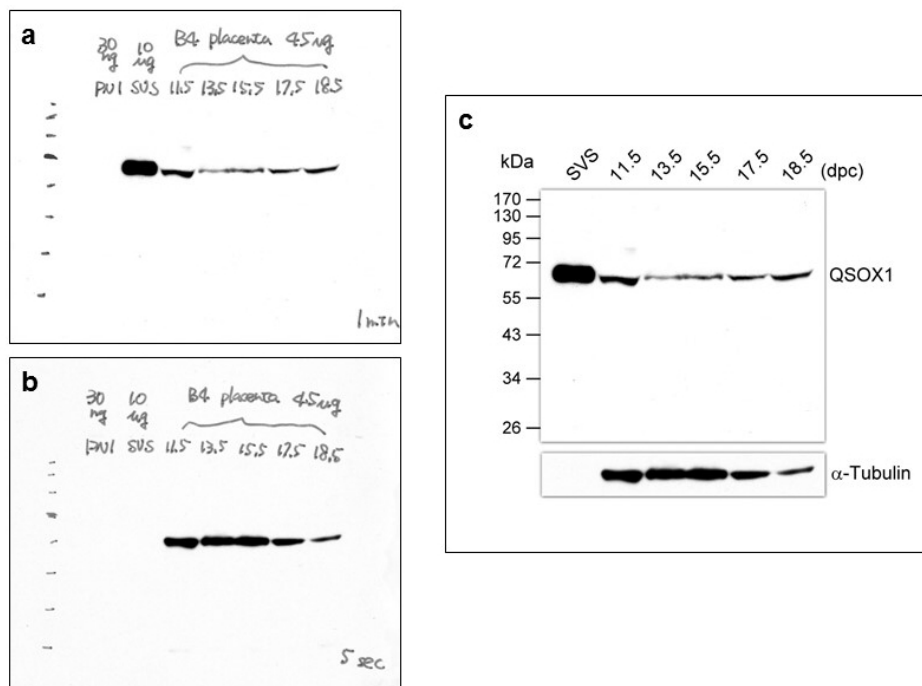 a
B4 placenta 45ug
30 10
ng ug
PN1 SVS 11.5 13.5 15.5 17.5 18.5
1 min
b
B4 placenta 45ug
30 10
ng ug
PN1 SVS 11.5 13.5 15.5 17.5 18.5
5 sec
c
kDa SVS 11.5 13.5 15.5 17.5 18.5 (dpc)
170
130
95
72
QSOX1
55
43
34
26
α-Tubulin